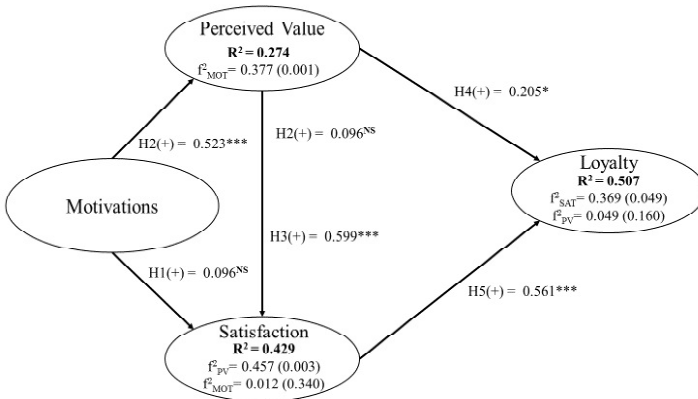 Perceived Value
R² = 0.274
f²MOT= 0.377 (0.001)
H4(+) = 0.205*
H2(+) = 0.523***
H2(+) = 0.096NS
Loyalty
R² = 0.507
f²SAT= 0.369 (0.049)
f²PV= 0.049 (0.160)
Motivations
H3(+) = 0.599***
H1(+) = 0.096NS
H5(+) = 0.561***
Satisfaction
R² = 0.429
f²PV= 0.457 (0.003)
f²MOT= 0.012 (0.340)